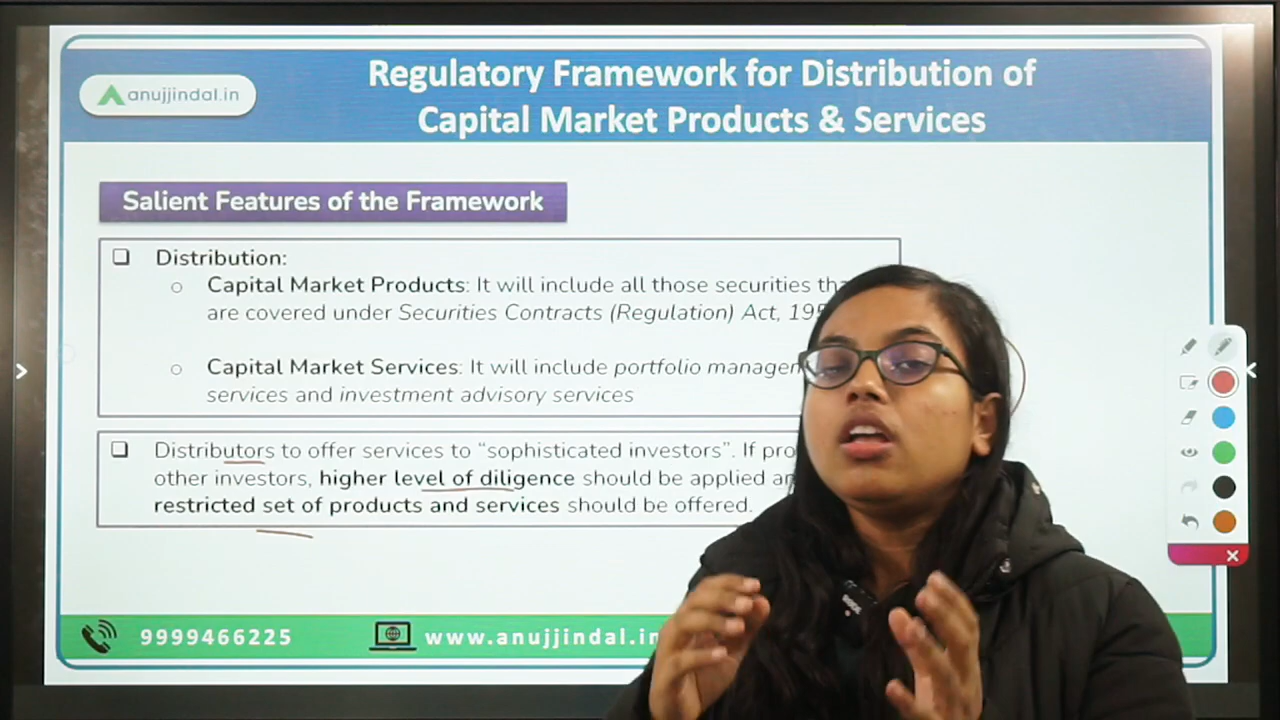 anujjindal.in
Regulatory Framework for Distribution of
Capital Market Products & Services
Salient Features of the Framework
❑ Distribution:
○ Capital Market Products: It will include all those securities
are covered under Securities Contracts (Regulation) Act,
○ Capital Market Services: It will include portfolio
services and investment advisory services
❑ Distributors to offer services to “sophisticated investors”. If
other investors, higher level of diligence should be applied
restricted set of products and services should be offered.
9999466225
www.anujjindal.in